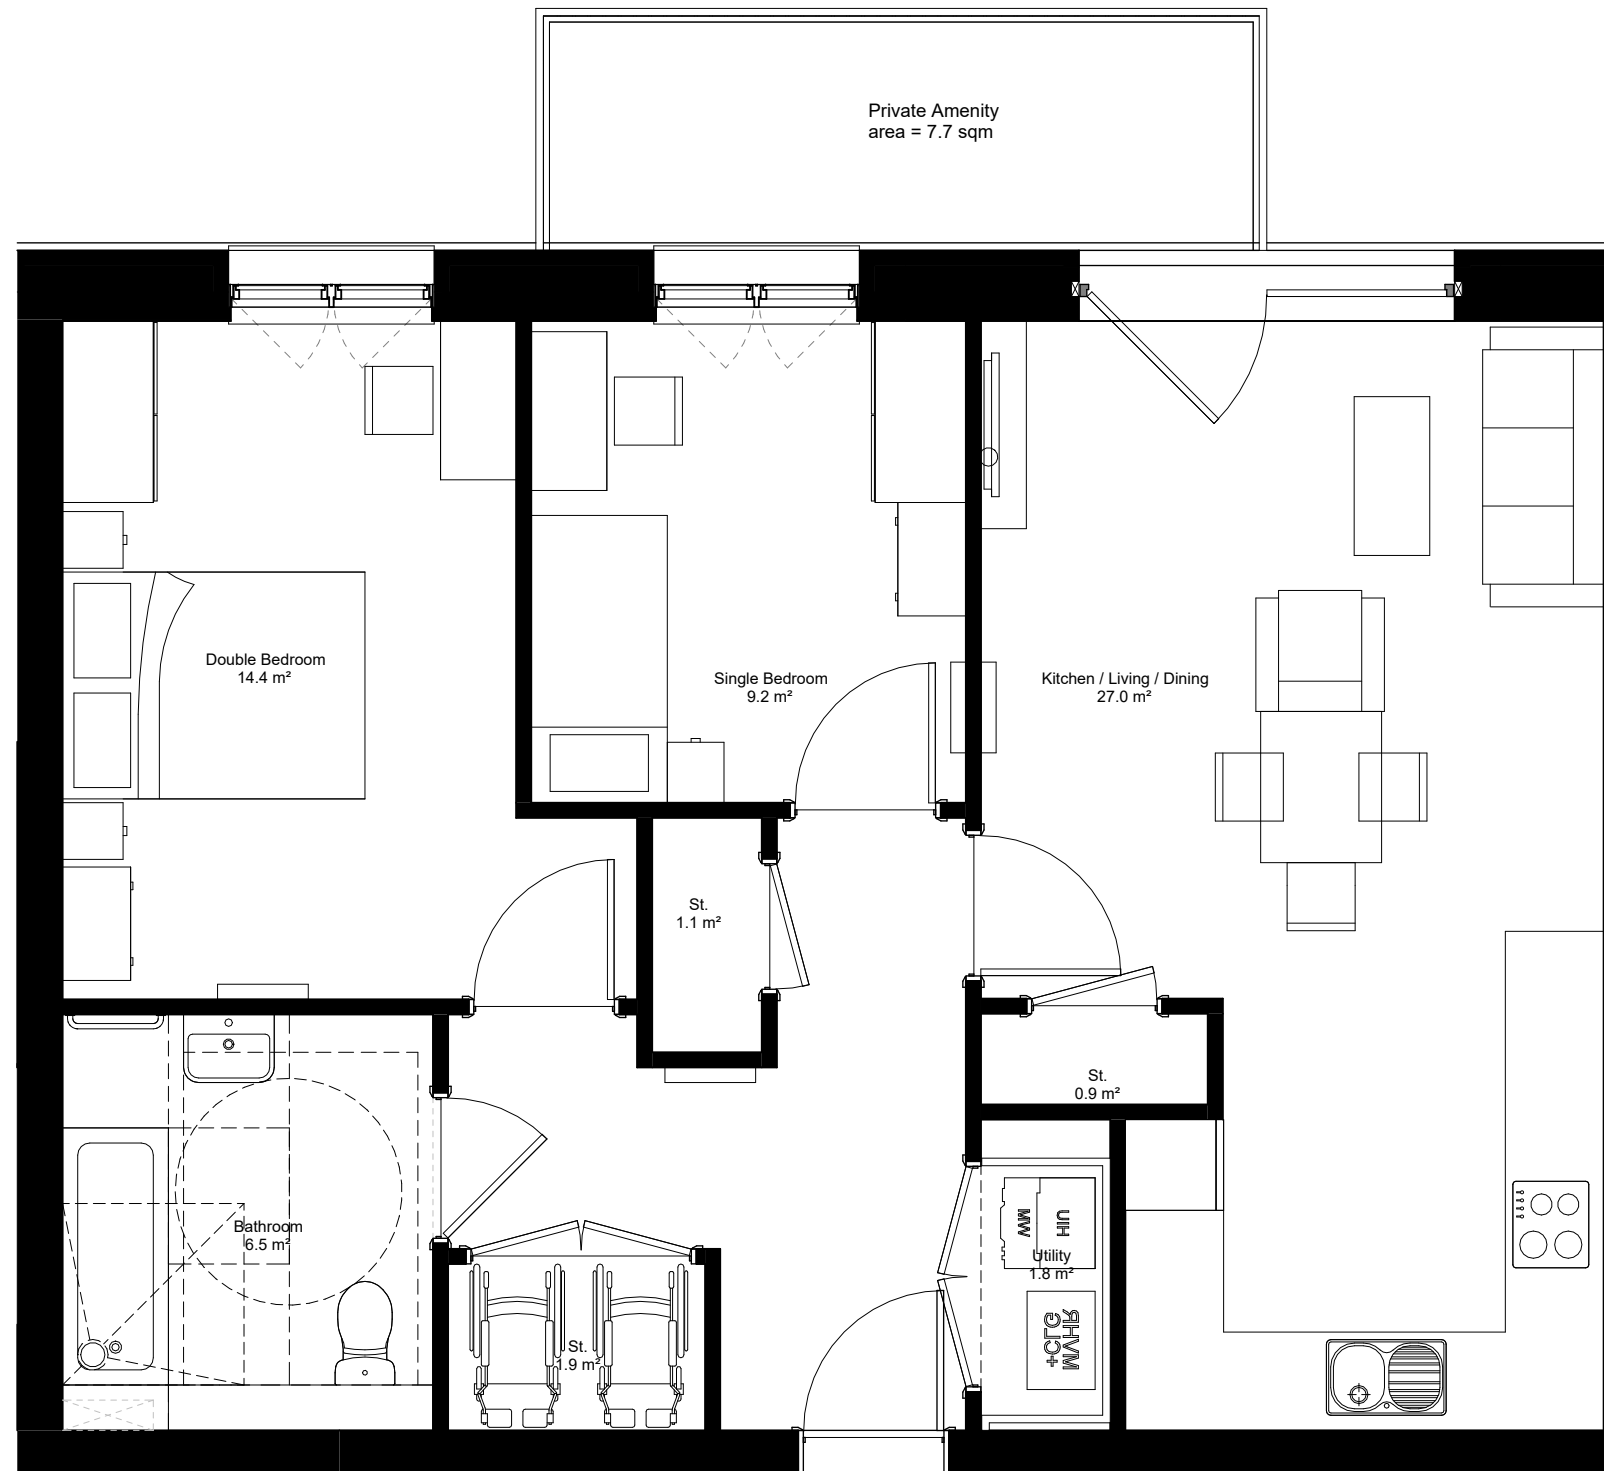 Private Amenity
area = 7.7 sqm
Double Bedroom
14.4 m²
Single Bedroom
9.2 m²
Kitchen / Living / Dining
27.0 m²
St.
1.1 m²
St.
0.9 m²
Bathroom
6.5 m²
MW
HIU
Utility
1.8 m²
+CLG
MVHR
St.
1.9 m²